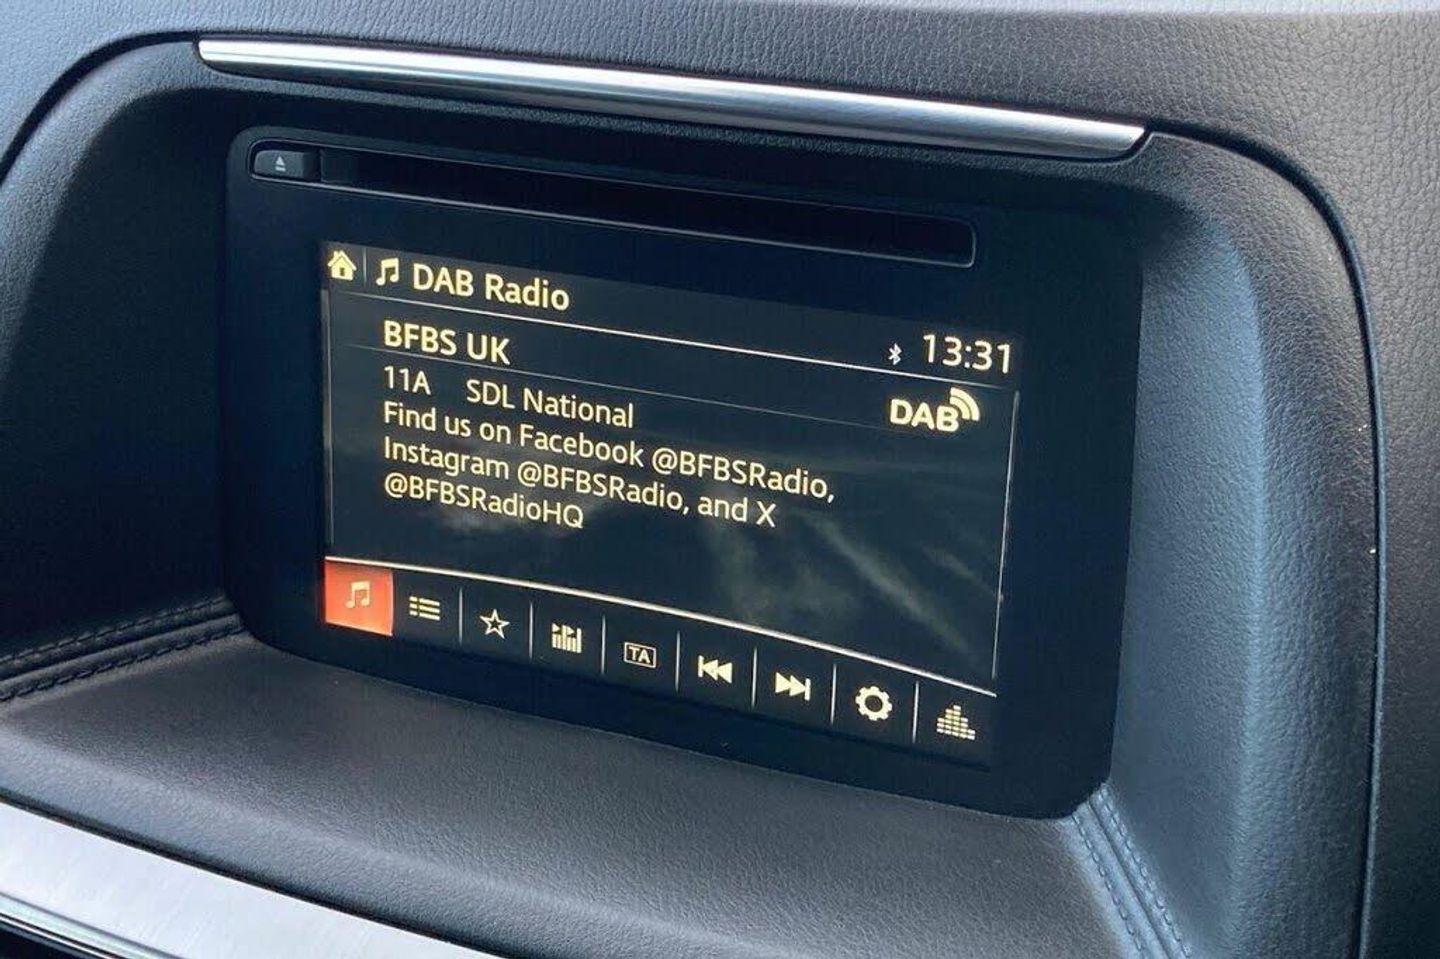 DAB Radio
13:31
BFBS UK
11A SDL National
DAB
Find us on Facebook @BFBSRadio,
Instagram @BFBSRadio, and X
@BFBSRadioHQ
TA